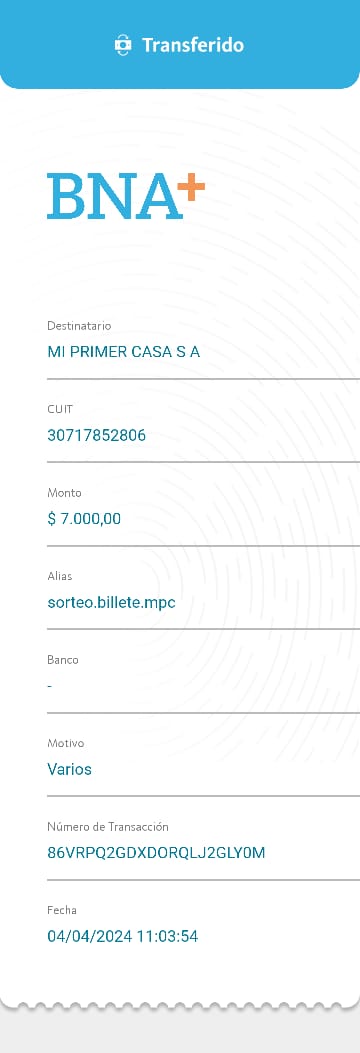 Transferido
BNA+
Destinatario
MI PRIMER CASA S A
CUIT
30717852806
Monto
$ 7.000,00
Alias
sorteo.billete.mpc
Banco
-
Motivo
Varios
Número de Transacción
86VRPQ2GDXDORQLJ2GLY0M
Fecha
04/04/2024 11:03:54